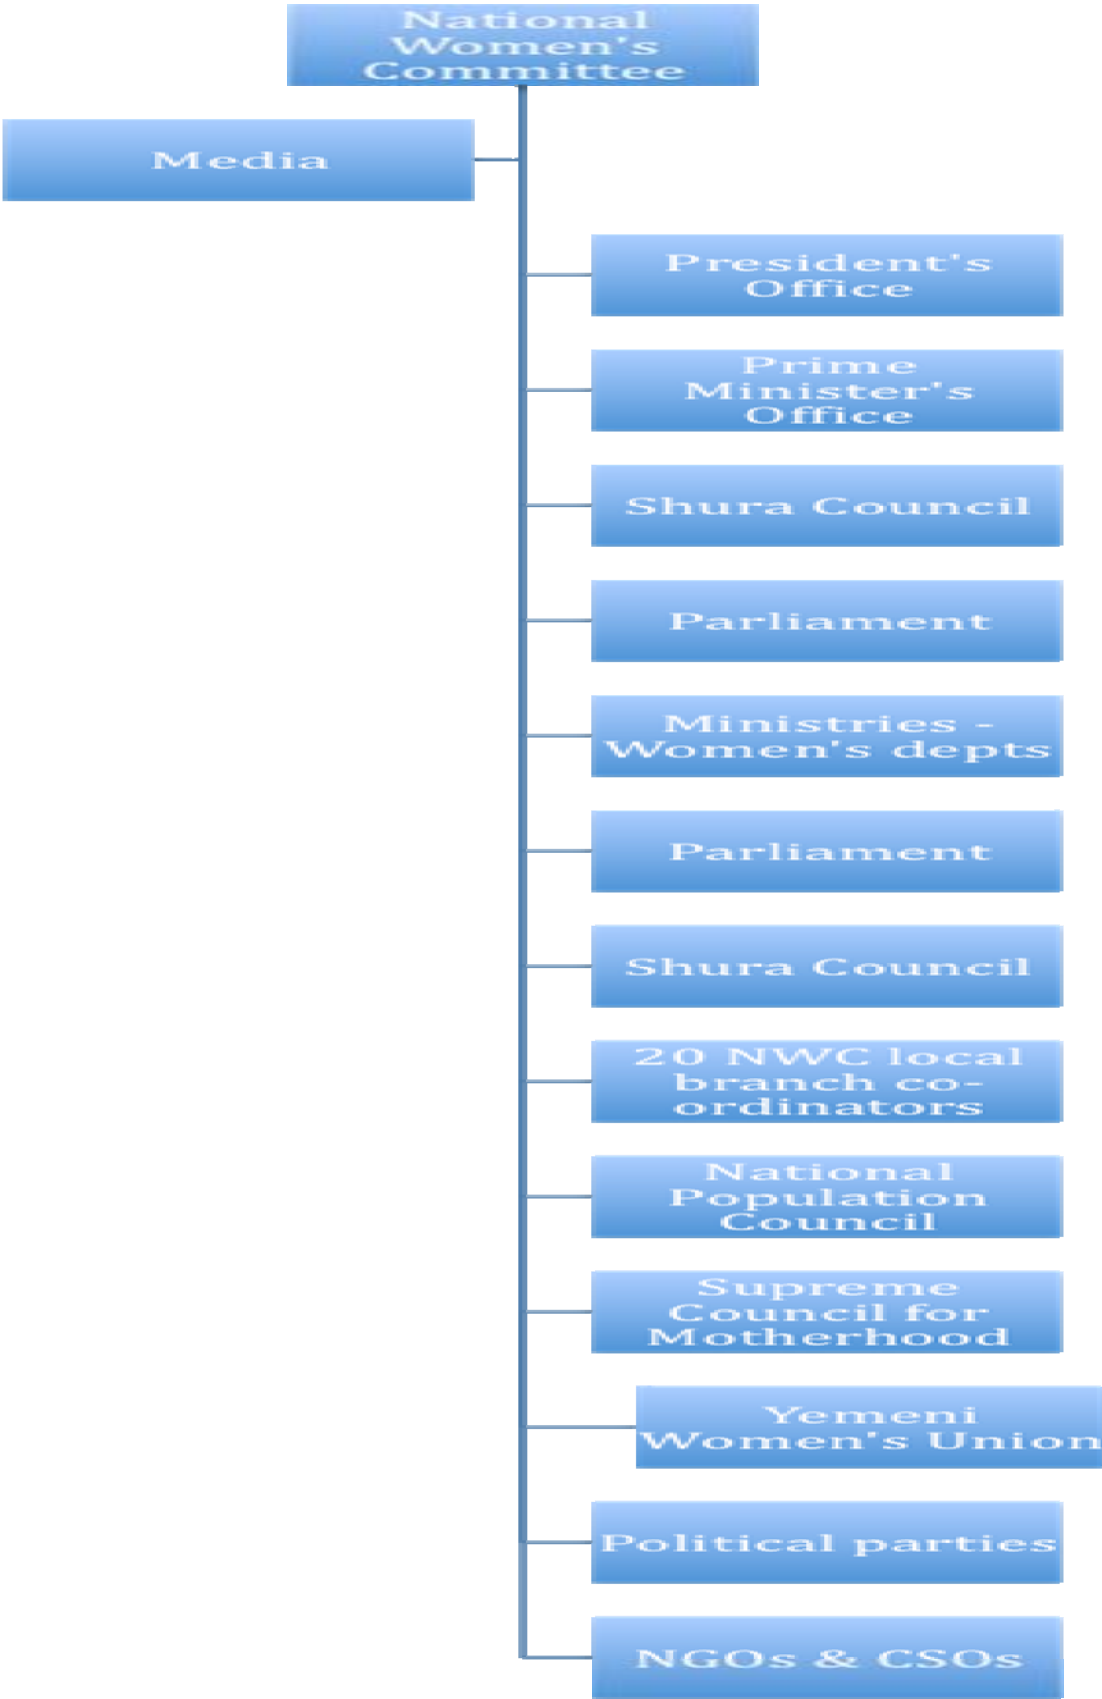 National
Women's
Committee
Media
President's
Office
Prime
Minister's
Office
Shura Council
Parliament
Ministries -
Women's depts
Parliament
Shura Council
20 NWC local
branch co-
ordinators
National
Population
Council
Supreme
Council for
Motherhood
Yemeni
Women's Union
Political parties
NGOs & CSOs